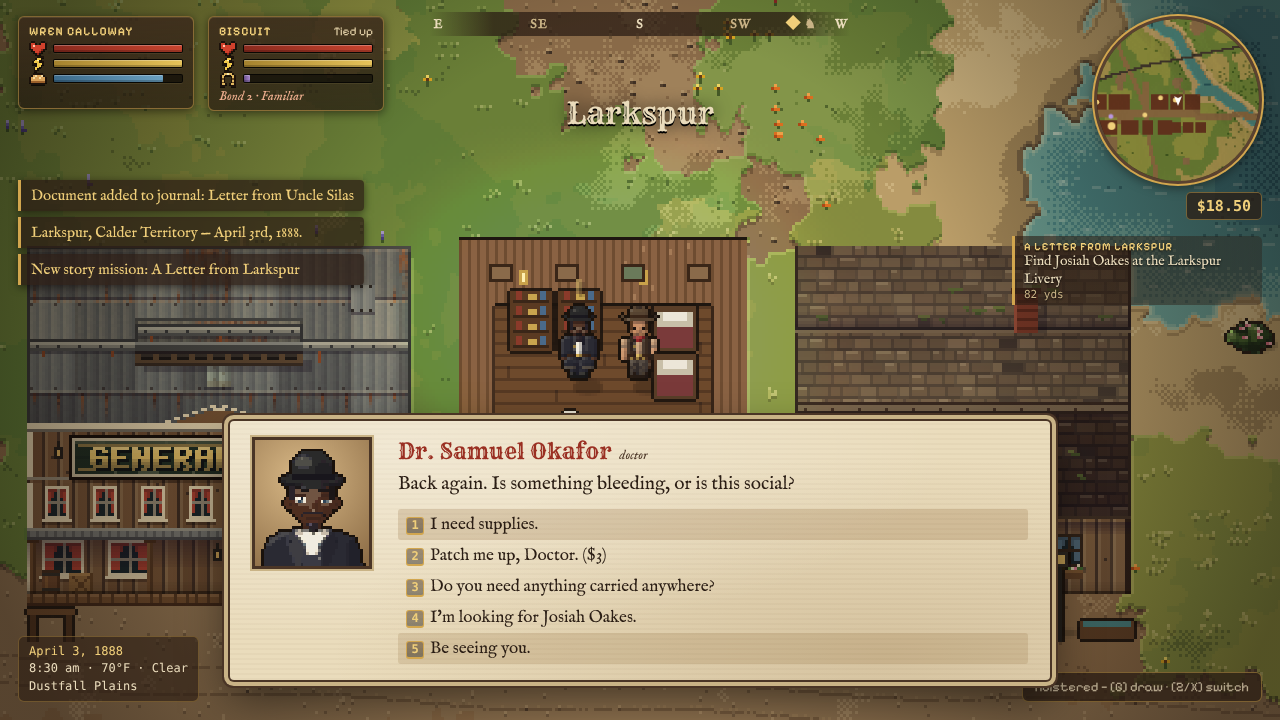 WREN CALLOWAY
BISCUIT Tied up
Bond 2 · Familiar
E SE S SW W
Larkspur
$18.50
Document added to journal: Letter from Uncle Silas
Larkspur, Calder Territory — April 3rd, 1888.
New story mission: A Letter from Larkspur
A LETTER FROM LARKSPUR
Find Josiah Oakes at the Larkspur
Livery
82 yds
GENERA
Dr. Samuel Okafor doctor
Back again. Is something bleeding, or is this social?
1 I need supplies.
2 Patch me up, Doctor. ($3)
3 Do you need anything carried anywhere?
4 I'm looking for Josiah Oakes.
5 Be seeing you.
April 3, 1888
8:30 am · 70°F · Clear
Dustfall Plains
Holstered – (G) draw · (Z/X) switch